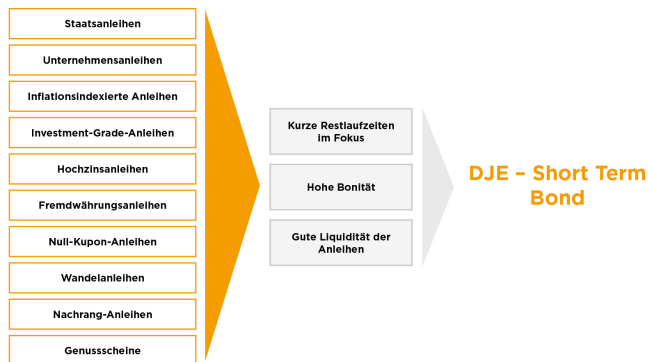 Staatsanleihen
Unternehmensanleihen
Inflationsindexierte Anleihen
Investment-Grade-Anleihen
Hochzinsanleihen
Fremdwährungsanleihen
Null-Kupon-Anleihen
Wandelanleihen
Nachrang-Anleihen
Genussscheine
Kurze Restlaufzeiten
im Fokus
Hohe Bonität
Gute Liquidität der
Anleihen
DJE – Short Term
Bond